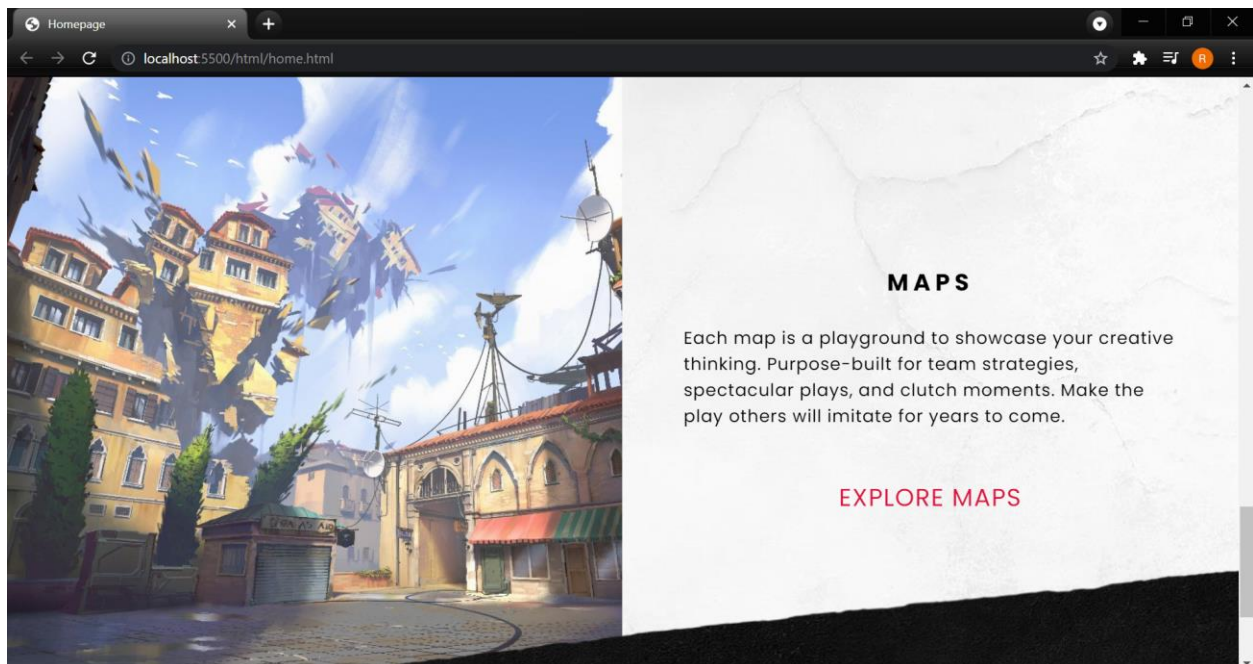 Homepage
localhost:5500/html/home.html
R
MAPS
Each map is a playground to showcase your creative
thinking. Purpose-built for team strategies,
spectacular plays, and clutch moments. Make the
play others will imitate for years to come.
EXPLORE MAPS